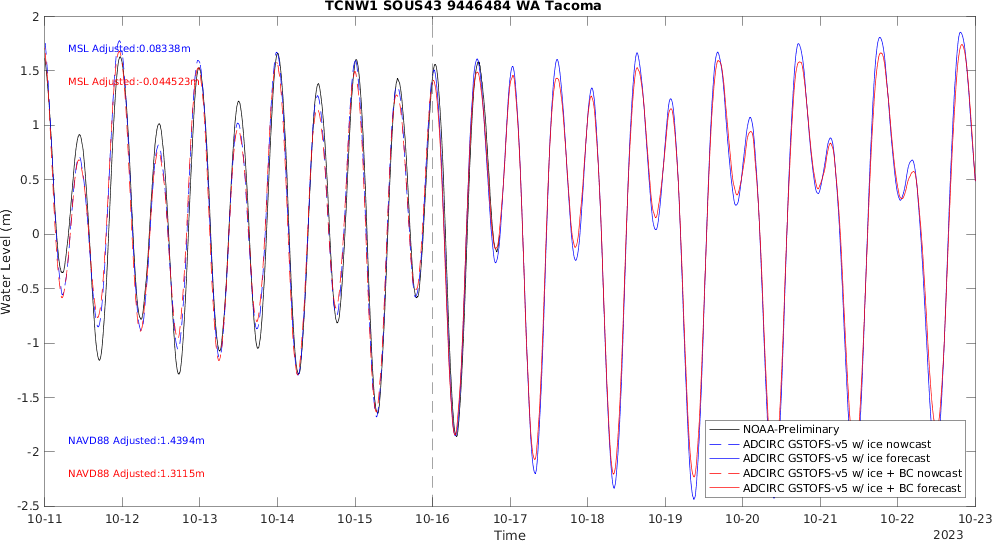 TCNW1 SOUS43 9446484 WA Tacoma
2
1.5
1
0.5
0
-0.5
-1
-1.5
-2
-2.5
Water Level (m)
MSL Adjusted:0.08338m
MSL Adjusted:-0.044523m
NAVD88 Adjusted:1.4394m
NAVD88 Adjusted:1.3115m
NOAA-Preliminary
ADCIRC GSTOFS-v5 w/ ice nowcast
ADCIRC GSTOFS-v5 w/ ice forecast
ADCIRC GSTOFS-v5 w/ ice + BC nowcast
ADCIRC GSTOFS-v5 w/ ice + BC forecast
10-11 10-12 10-13 10-14 10-15 10-16 10-17 10-18 10-19 10-20 10-21 10-22 10-23
Time
2023